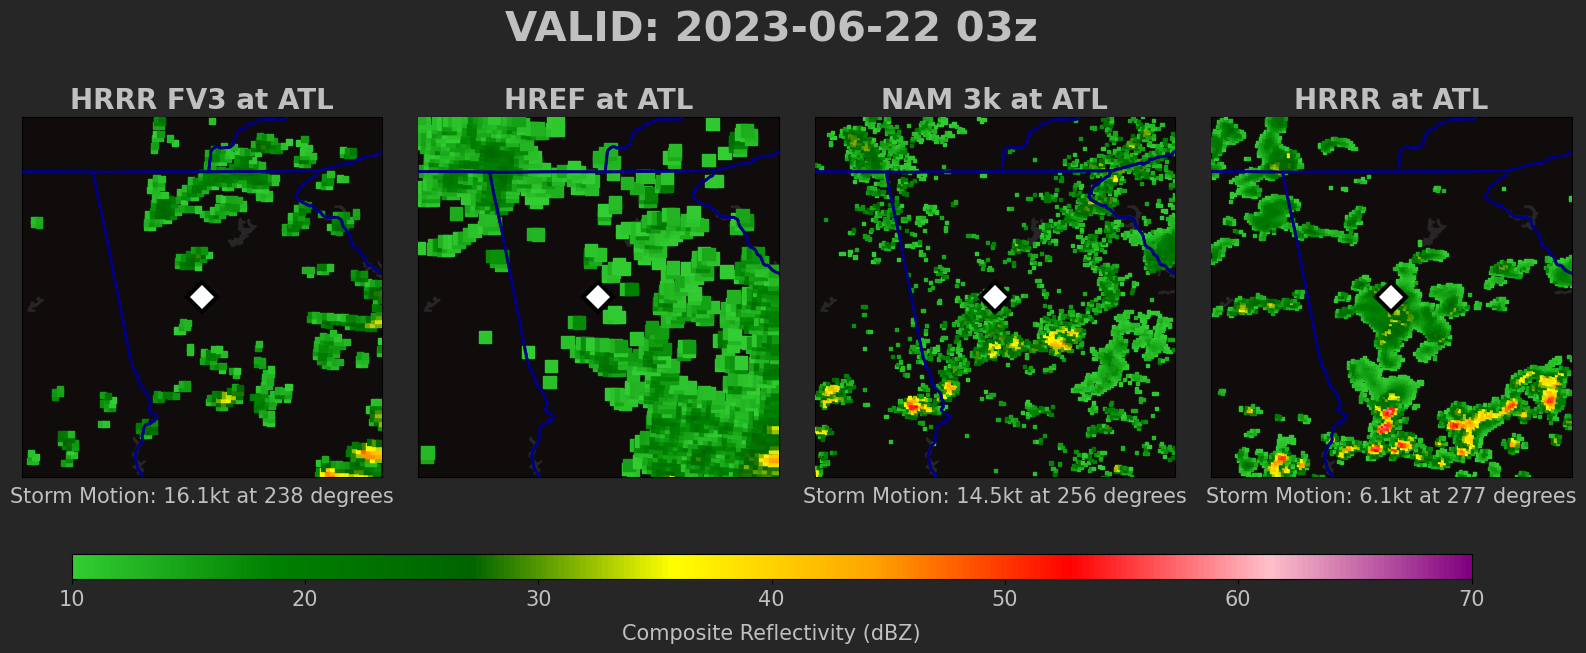 VALID: 2023-06-22 03z
HRRR FV3 at ATL
HREF at ATL
NAM 3k at ATL
HRRR at ATL
Storm Motion: 16.1kt at 238 degrees
Storm Motion: 14.5kt at 256 degrees
Storm Motion: 6.1kt at 277 degrees
10 20 30 40 50 60 70
Composite Reflectivity (dBZ)